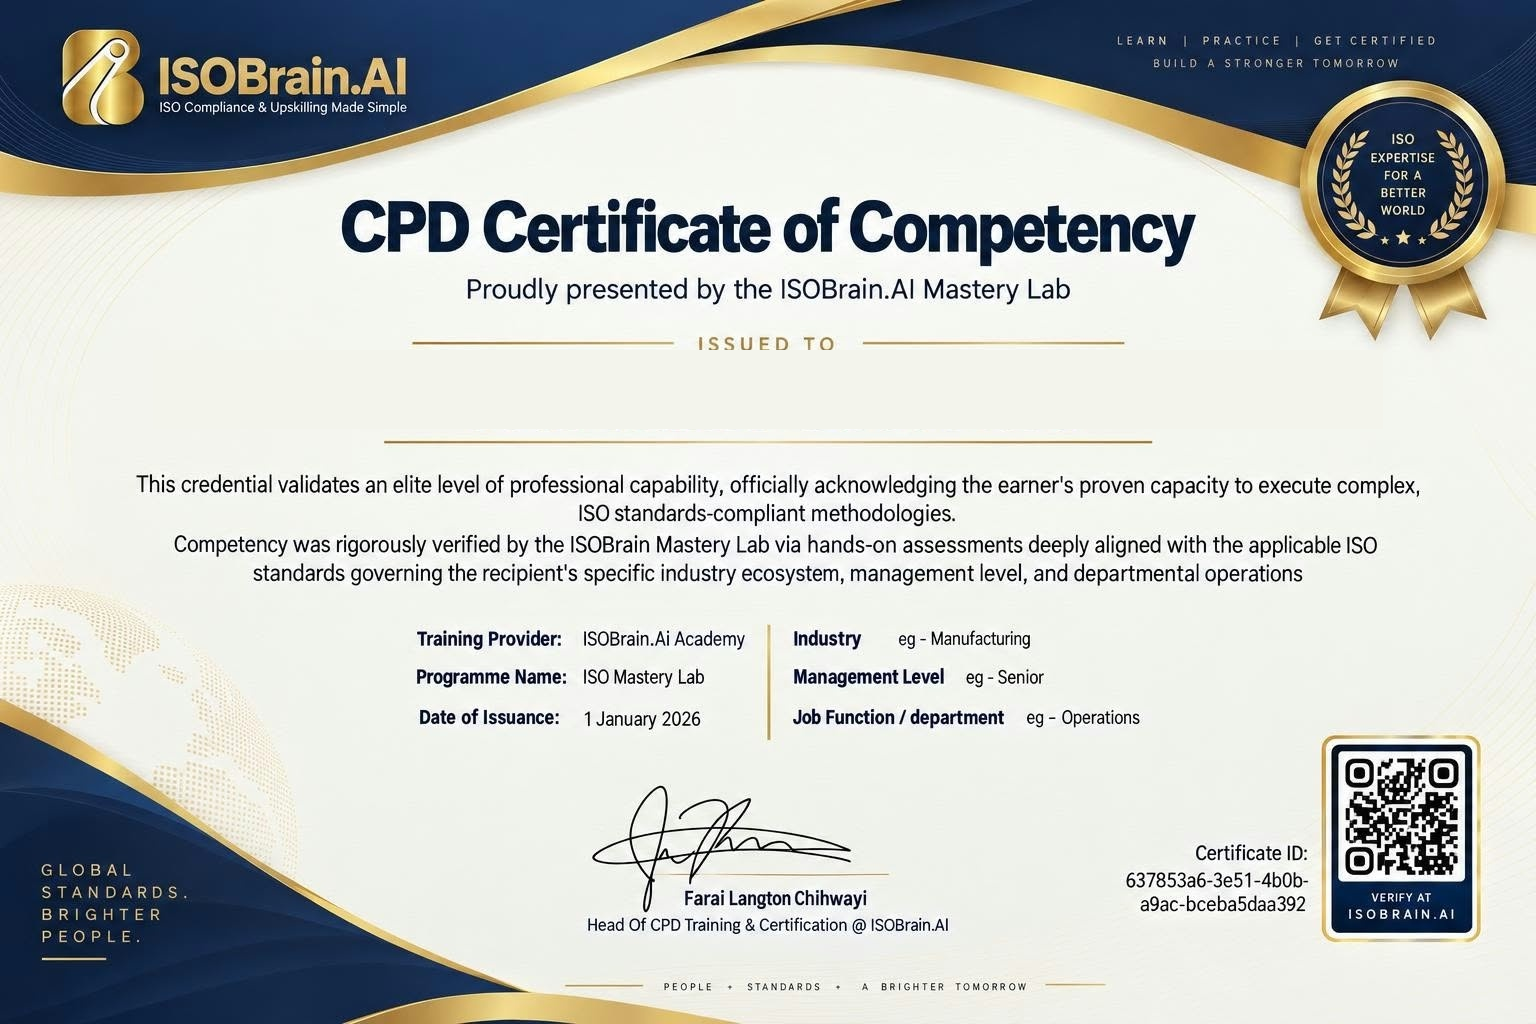 ISOBrain.AI
ISO Compliance & Upskilling Made Simple
LEARN | PRACTICE | GET CERTIFIED
BUILD A STRONGER TOMORROW
ISO
EXPERTISE
FOR A
BETTER
WORLD
CPD Certificate of Competency
Proudly presented by the ISOBrain.AI Mastery Lab
ISSUED TO
This credential validates an elite level of professional capability, officially acknowledging the earner's proven capacity to execute complex,
ISO standards-compliant methodologies.
Competency was rigorously verified by the ISOBrain Mastery Lab via hands-on assessments deeply aligned with the applicable ISO
standards governing the recipient's specific industry ecosystem, management level, and departmental operations
Training Provider: ISOBrain.Ai Academy
Programme Name: ISO Mastery Lab
Date of Issuance: 1 January 2026
Industry eg - Manufacturing
Management Level eg - Senior
Job Function / department eg - Operations
Farai Langton Chihwayi
Head Of CPD Training & Certification @ ISOBrain.AI
Certificate ID:
637853a6-3e51-4b0b-
a9ac-bceba5daa392
VERIFY AT
ISOBRAIN.AI
GLOBAL
STANDARDS.
BRIGHTER
PEOPLE.
PEOPLE + STANDARDS + A BRIGHTER TOMORROW